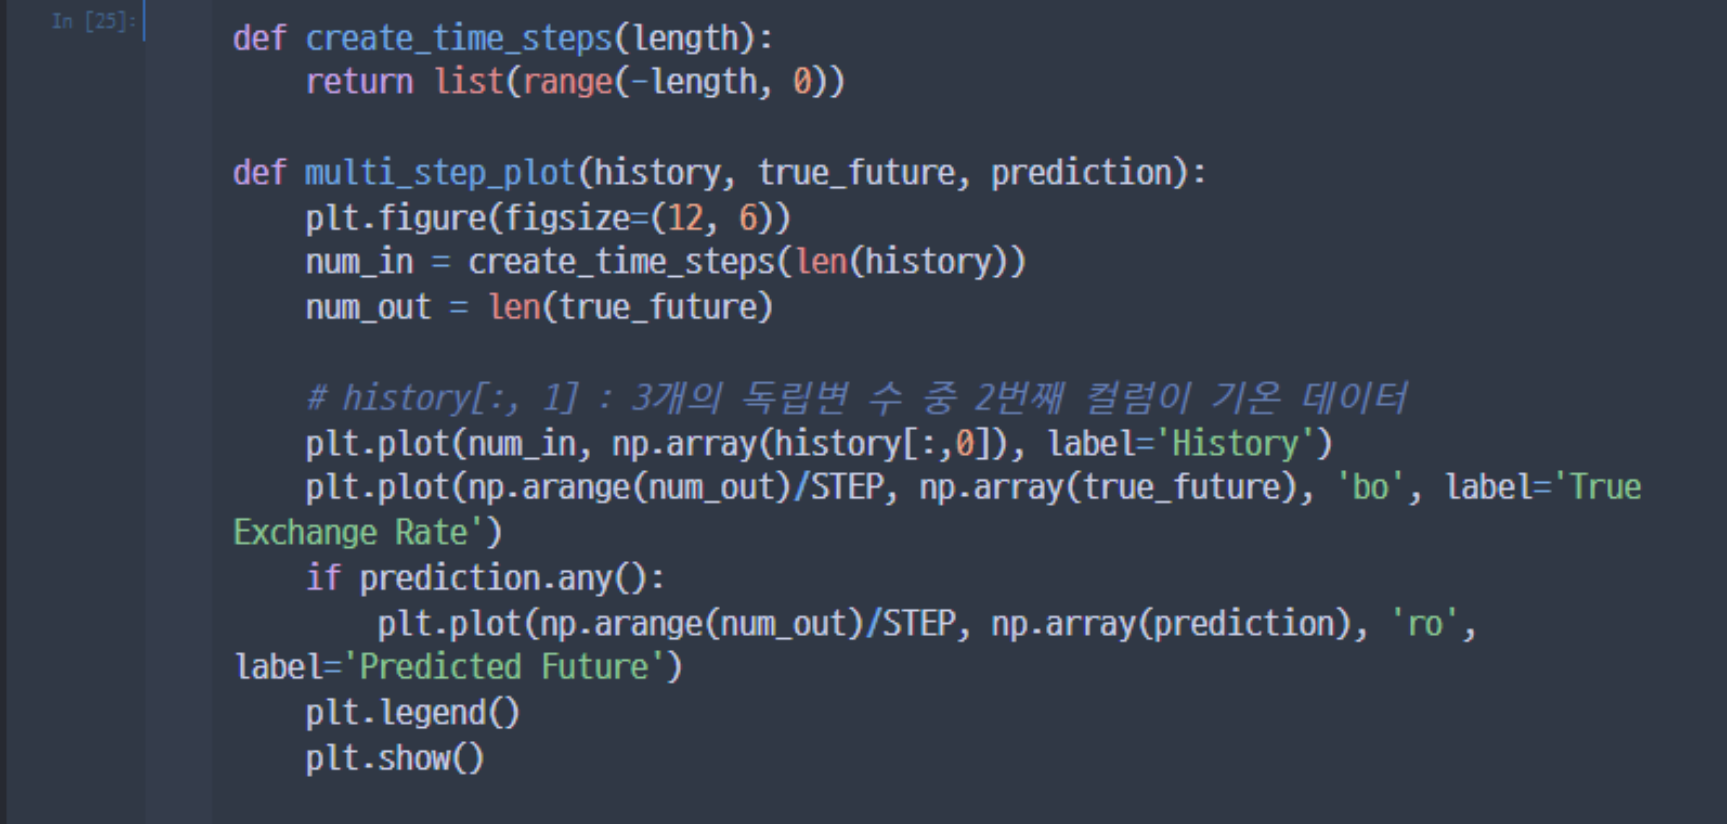 In [25]:
def create_time_steps(length):
    return list(range(-length, 0))

def multi_step_plot(history, true_future, prediction):
    plt.figure(figsize=(12, 6))
    num_in = create_time_steps(len(history))
    num_out = len(true_future)

    # history[:, 1] : 3개의 독립변 수 중 2번째 컬럼이 기온 데이터
    plt.plot(num_in, np.array(history[:,0]), label='History')
    plt.plot(np.arange(num_out)/STEP, np.array(true_future), 'bo', label='True
Exchange Rate')
    if prediction.any():
        plt.plot(np.arange(num_out)/STEP, np.array(prediction), 'ro',
label='Predicted Future')
    plt.legend()
    plt.show()